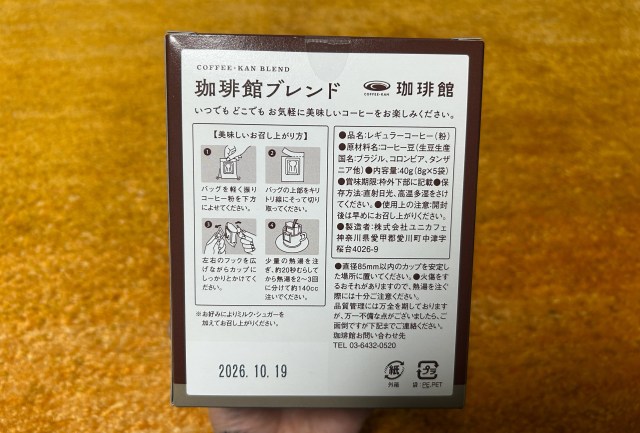 COFFEE-KAN BLEND
珈琲館ブレンド
COFFEE-KAN
珈琲館
いつでも どこでも お気軽に美味しいコーヒーをお楽しみください。
【美味しいお召し上がり方】
1
バッグを軽く振り
コーヒー粉を下方
によせてください。
2
バッグの上部をキリ
トリ線にそって切り
取ってください。
3
左右のフックを広
げながらカップに
しっかりとかけてく
ださい。
4
少量の熱湯を注
ぎ、約20秒むらして
から熱湯を2〜3回
に分けて約140cc
注いでください。
※お好みによりミルク・シュガーを
加えてお召し上がりください。
●品名:レギュラーコーヒー(粉)
●原材料名:コーヒー豆(生豆生産
国名:ブラジル、コロンビア、タンザ
ニア他)●内容量:40g(8g×5袋)
●賞味期限:枠外下部に記載●保
存方法:直射日光、高温多湿をさけ
てください。●使用上の注意:開封
後は早めにお召し上がりください。
●製造者:株式会社ユニカフェ
神奈川県愛甲郡愛川町中津字
桜台4026-9
●直径85mm以内のカップを安定し
た場所に置いてください。●火傷をす
るおそれがありますので、熱湯を注ぐ
際には十分ご注意ください。
品質管理には万全を期しております
が、万一不備な点がございましたら、ご
面倒ですが下記までご連絡ください。
珈琲館お問い合わせ先
TEL 03-6432-0520
2026.10.19
紙
外箱
プラ
袋:PE,PET